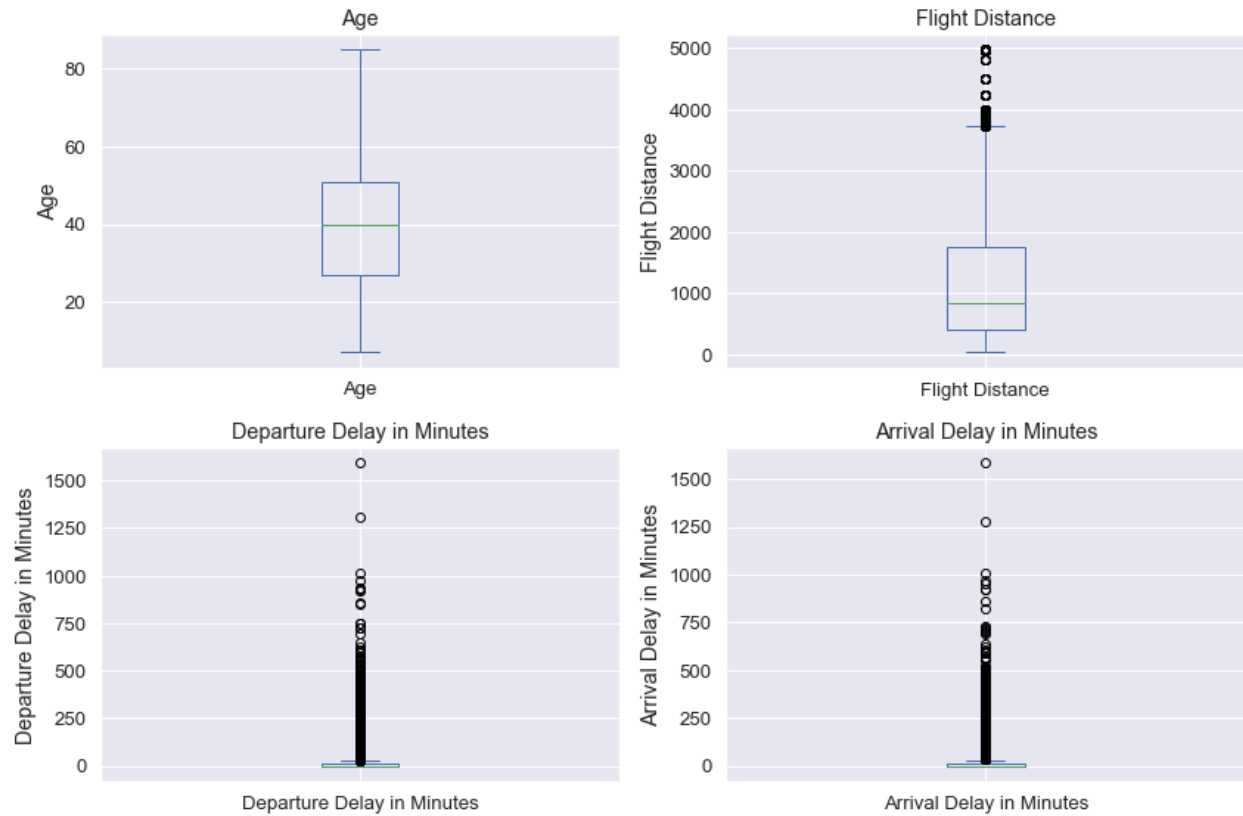 Age
80
60
40
20
Age
Age
Flight Distance
5000
4000
3000
2000
1000
0
Flight Distance
Flight Distance
Departure Delay in Minutes
1500
1250
1000
750
500
250
0
Departure Delay in Minutes
Departure Delay in Minutes
Arrival Delay in Minutes
1500
1250
1000
750
500
250
0
Arrival Delay in Minutes
Arrival Delay in Minutes